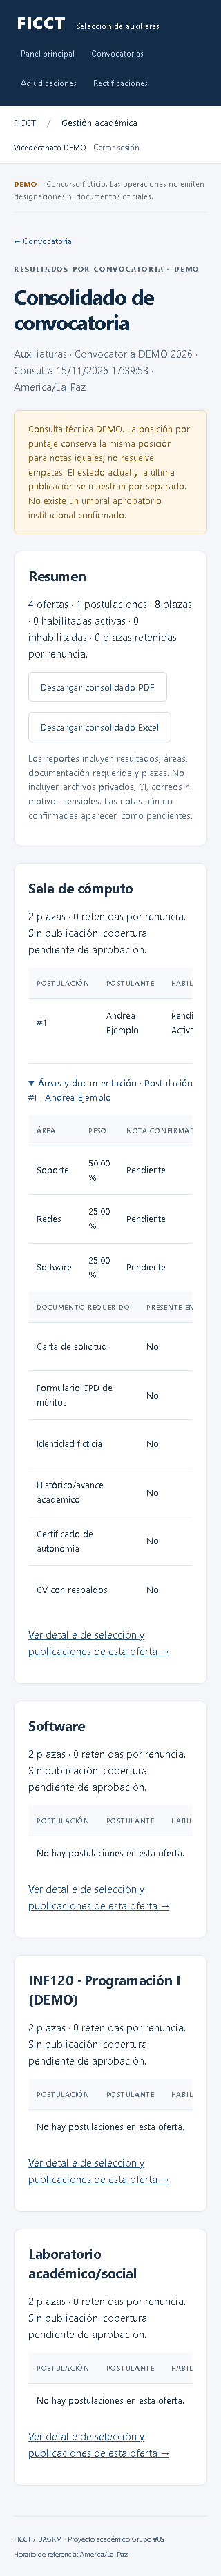 FICCT Selección de auxiliares
Panel principal Convocatorias
Adjudicaciones Rectificaciones
FICCT / Gestión académica
Vicedecanato DEMO Cerrar sesión
DEMO Concurso ficticio. Las operaciones no emiten
designaciones ni documentos oficiales.
← Convocatoria
RESULTADOS POR CONVOCATORIA · DEMO
Consolidado de
convocatoria
Auxiliaturas · Convocatoria DEMO 2026 ·
Consulta 15/11/2026 17:39:53 ·
America/La_Paz
Consulta técnica DEMO. La posición por
puntaje conserva la misma posición
para notas iguales; no resuelve
empates. El estado actual y la última
publicación se muestran por separado.
No existe un umbral aprobatorio
institucional confirmado.
Resumen
4 ofertas · 1 postulaciones · 8 plazas
· 0 habilitadas activas · 0
inhabilitadas · 0 plazas retenidas
por renuncia.
Descargar consolidado PDF
Descargar consolidado Excel
Los reportes incluyen resultados, áreas,
documentación requerida y plazas. No
incluyen archivos privados, CI, correos ni
motivos sensibles. Las notas aún no
confirmadas aparecen como pendientes.
Sala de cómputo
2 plazas · 0 retenidas por renuncia.
Sin publicación: cobertura
pendiente de aprobación.
POSTULACIÓN POSTULANTE HABIL
#1 Andrea Ejemplo Pendi Activa
▼ Áreas y documentación · Postulación
#1 · Andrea Ejemplo
ÁREA PESO NOTA CONFIRMAD
Soporte 50.00 % Pendiente
Redes 25.00 % Pendiente
Software 25.00 % Pendiente
DOCUMENTO REQUERIDO PRESENTE EN
Carta de solicitud No
Formulario CPD de méritos No
Identidad ficticia No
Histórico/avance académico No
Certificado de autonomía No
CV con respaldos No
Ver detalle de selección y
publicaciones de esta oferta →
Software
2 plazas · 0 retenidas por renuncia.
Sin publicación: cobertura
pendiente de aprobación.
POSTULACIÓN POSTULANTE HABIL
No hay postulaciones en esta oferta.
Ver detalle de selección y
publicaciones de esta oferta →
INF120 · Programación I
(DEMO)
2 plazas · 0 retenidas por renuncia.
Sin publicación: cobertura
pendiente de aprobación.
POSTULACIÓN POSTULANTE HABIL
No hay postulaciones en esta oferta.
Ver detalle de selección y
publicaciones de esta oferta →
Laboratorio
académico/social
2 plazas · 0 retenidas por renuncia.
Sin publicación: cobertura
pendiente de aprobación.
POSTULACIÓN POSTULANTE HABIL
No hay postulaciones en esta oferta.
Ver detalle de selección y
publicaciones de esta oferta →
FICCT / UAGRM · Proyecto académico Grupo #09
Horario de referencia: America/La_Paz